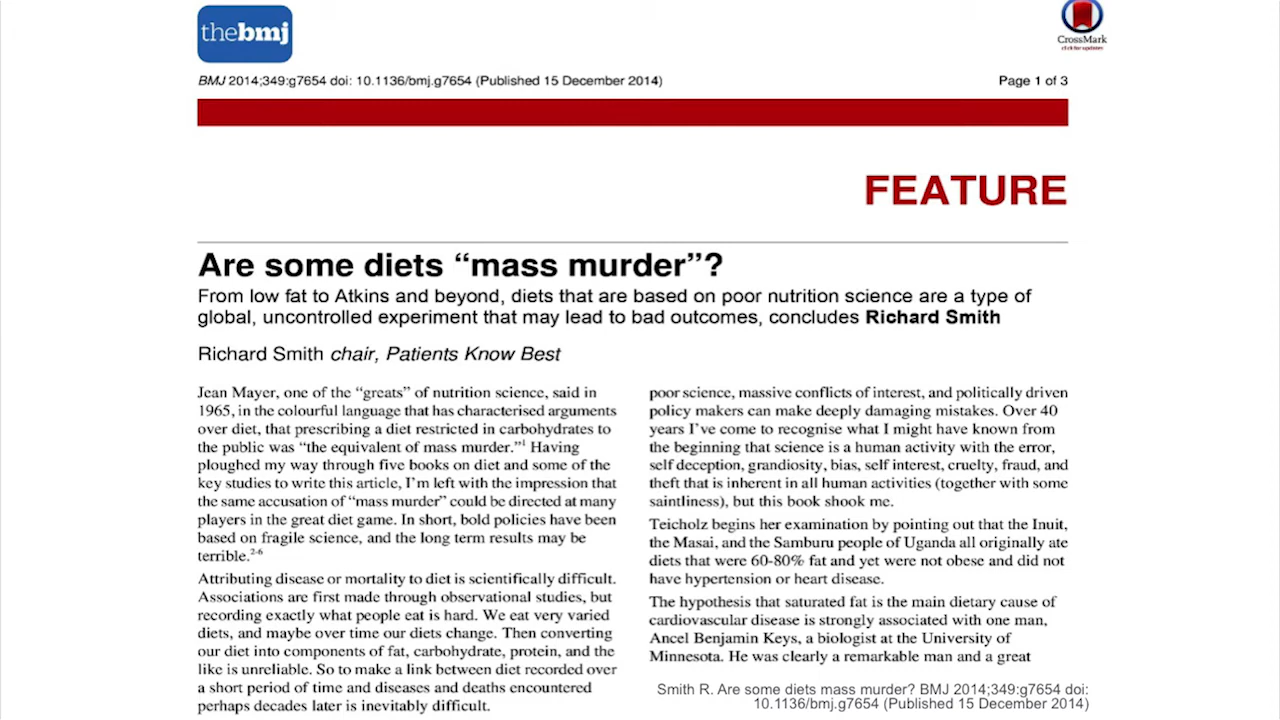 thebmj
CrossMark
click for updates
BMJ 2014;349:g7654 doi: 10.1136/bmj.g7654 (Published 15 December 2014)
Page 1 of 3
FEATURE
Are some diets “mass murder”?
From low fat to Atkins and beyond, diets that are based on poor nutrition science are a type of
global, uncontrolled experiment that may lead to bad outcomes, concludes Richard Smith
Richard Smith chair, Patients Know Best
Jean Mayer, one of the “greats” of nutrition science, said in
1965, in the colourful language that has characterised arguments
over diet, that prescribing a diet restricted in carbohydrates to
the public was “the equivalent of mass murder.”1 Having
ploughed my way through five books on diet and some of the
key studies to write this article, I’m left with the impression that
the same accusation of “mass murder” could be directed at many
players in the great diet game. In short, bold policies have been
based on fragile science, and the long term results may be
terrible.2-6
Attributing disease or mortality to diet is scientifically difficult.
Associations are first made through observational studies, but
recording exactly what people eat is hard. We eat very varied
diets, and maybe over time our diets change. Then converting
our diet into components of fat, carbohydrate, protein, and the
like is unreliable. So to make a link between diet recorded over
a short period of time and diseases and deaths encountered
perhaps decades later is inevitably difficult.
poor science, massive conflicts of interest, and politically driven
policy makers can make deeply damaging mistakes. Over 40
years I’ve come to recognise what I might have known from
the beginning that science is a human activity with the error,
self deception, grandiosity, bias, self interest, cruelty, fraud, and
theft that is inherent in all human activities (together with some
saintliness), but this book shook me.
Teicholz begins her examination by pointing out that the Inuit,
the Masai, and the Samburu people of Uganda all originally ate
diets that were 60-80% fat and yet were not obese and did not
have hypertension or heart disease.
The hypothesis that saturated fat is the main dietary cause of
cardiovascular disease is strongly associated with one man,
Ancel Benjamin Keys, a biologist at the University of
Minnesota. He was clearly a remarkable man and a great
Smith R. Are some diets mass murder? BMJ 2014;349:g7654 doi:
10.1136/bmj.g7654 (Published 15 December 2014)